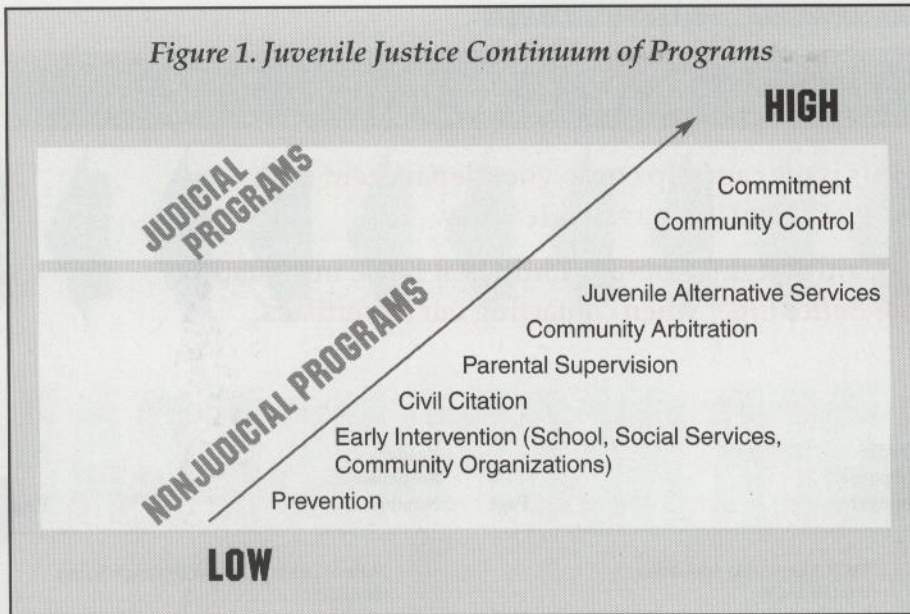 Figure 1. Juvenile Justice Continuum of Programs
HIGH
JUDICIAL
PROGRAMS
Commitment
Community Control
NONJUDICIAL PROGRAMS
Juvenile Alternative Services
Community Arbitration
Parental Supervision
Civil Citation
Early Intervention (School, Social Services,
Community Organizations)
Prevention
LOW